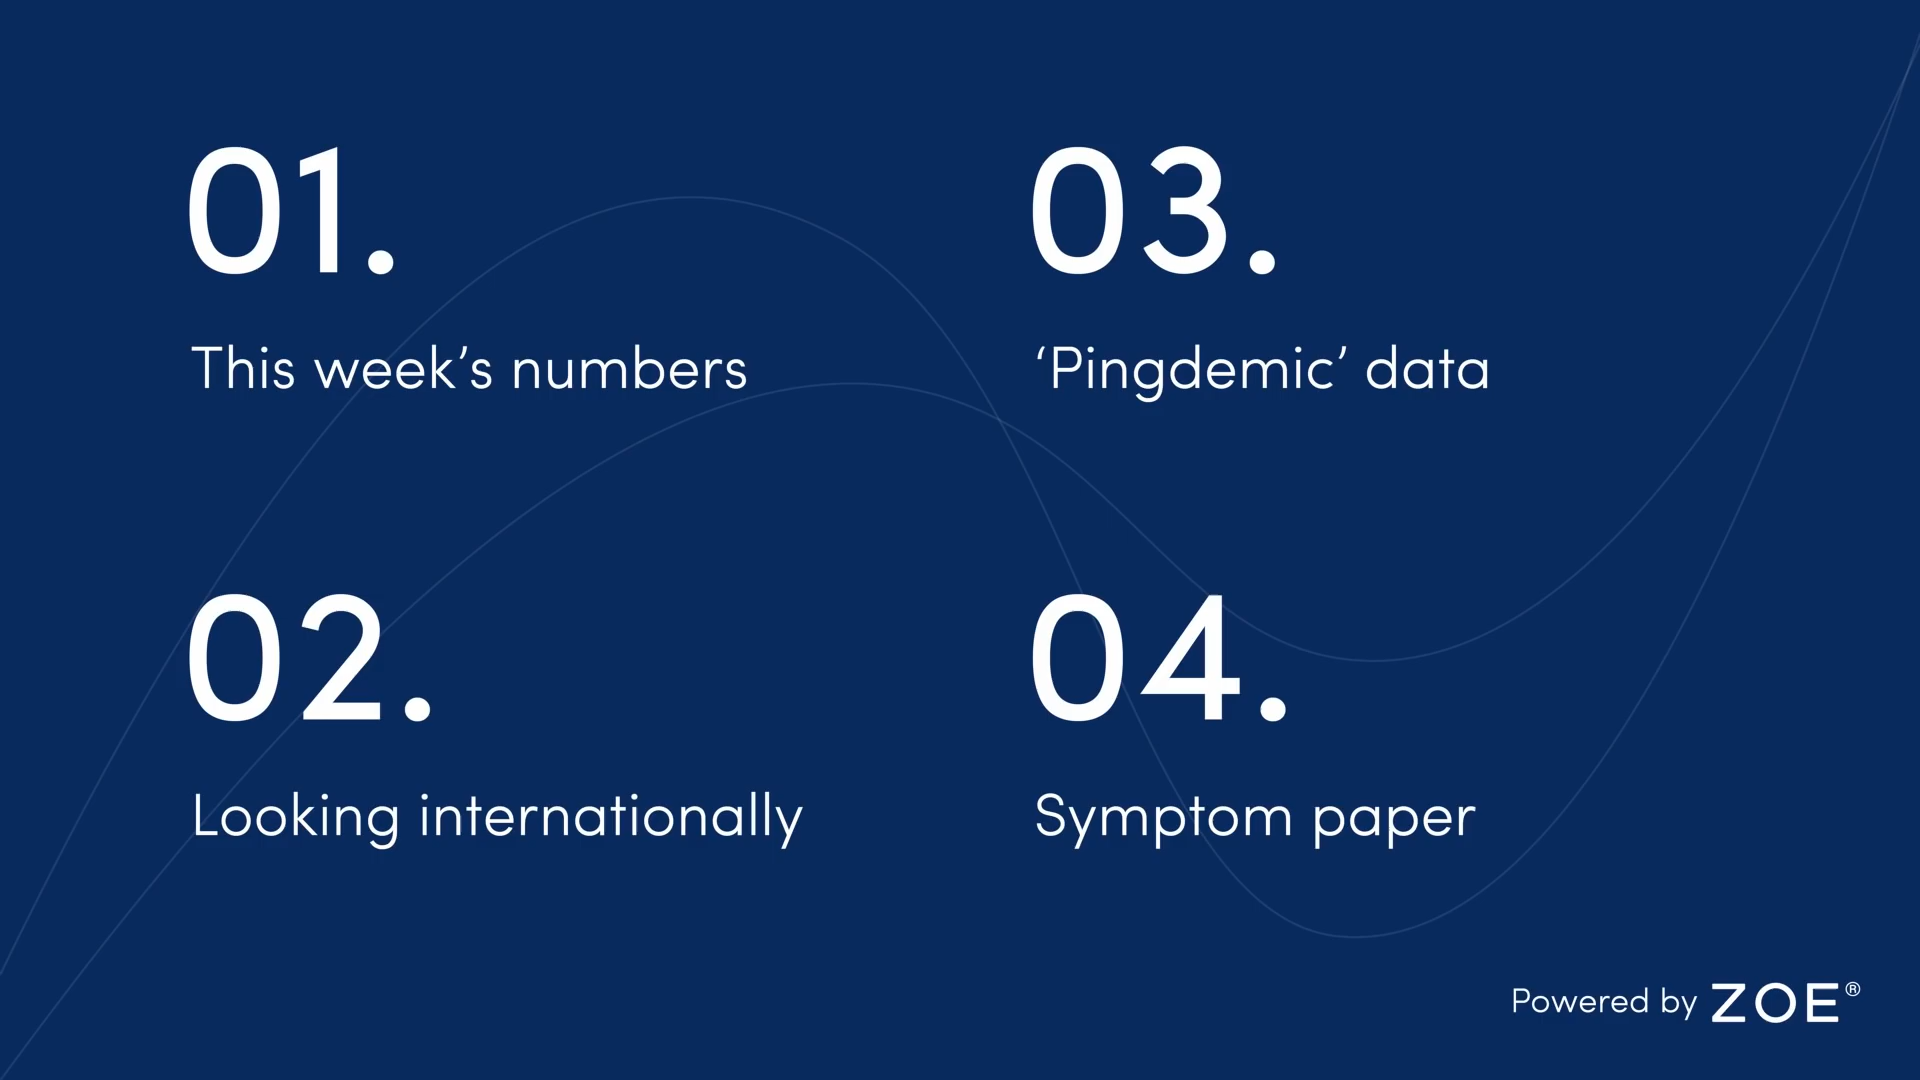 01.
This week’s numbers
02.
Looking internationally
03.
‘Pingdemic’ data
04.
Symptom paper
Powered by ZOE®